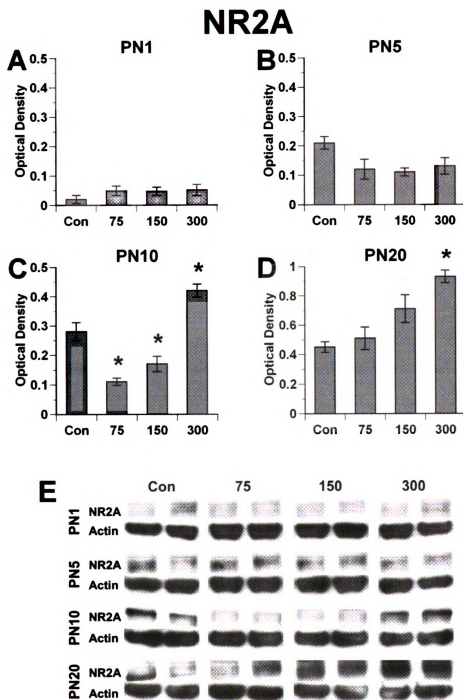 NR2A
A
PN1
Optical Density
0.5
0.4
0.3
0.2
0.1
0
Con 75 150 300
B
PN5
Optical Density
0.5
0.4
0.3
0.2
0.1
0
Con 75 150 300
C
PN10
Optical Density
0.5
0.4
0.3
0.2
0.1
0
* * *
Con 75 150 300
D
PN20
Optical Density
1
0.8
0.6
0.4
0.2
0
*
Con 75 150 300
E
Con 75 150 300
PN1
NR2A
Actin
PN5
NR2A
Actin
PN10
NR2A
Actin
PN20
NR2A
Actin